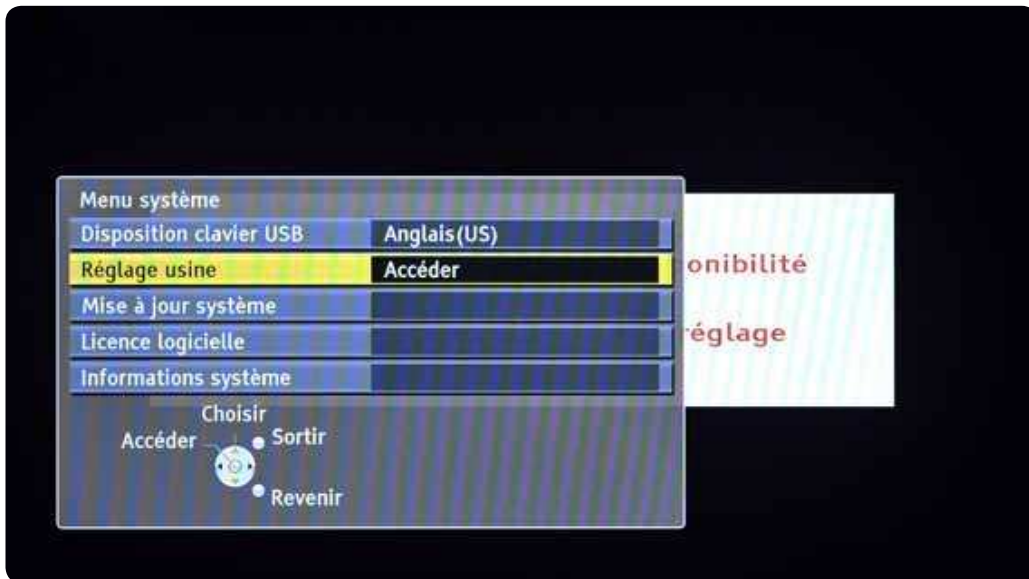 Menu système
Disposition clavier USB Anglais(US)
Réglage usine Accéder
Mise à jour système
Licence logicielle
Informations système
Choisir
Accéder Sortir
Revenir
onibilité
réglage